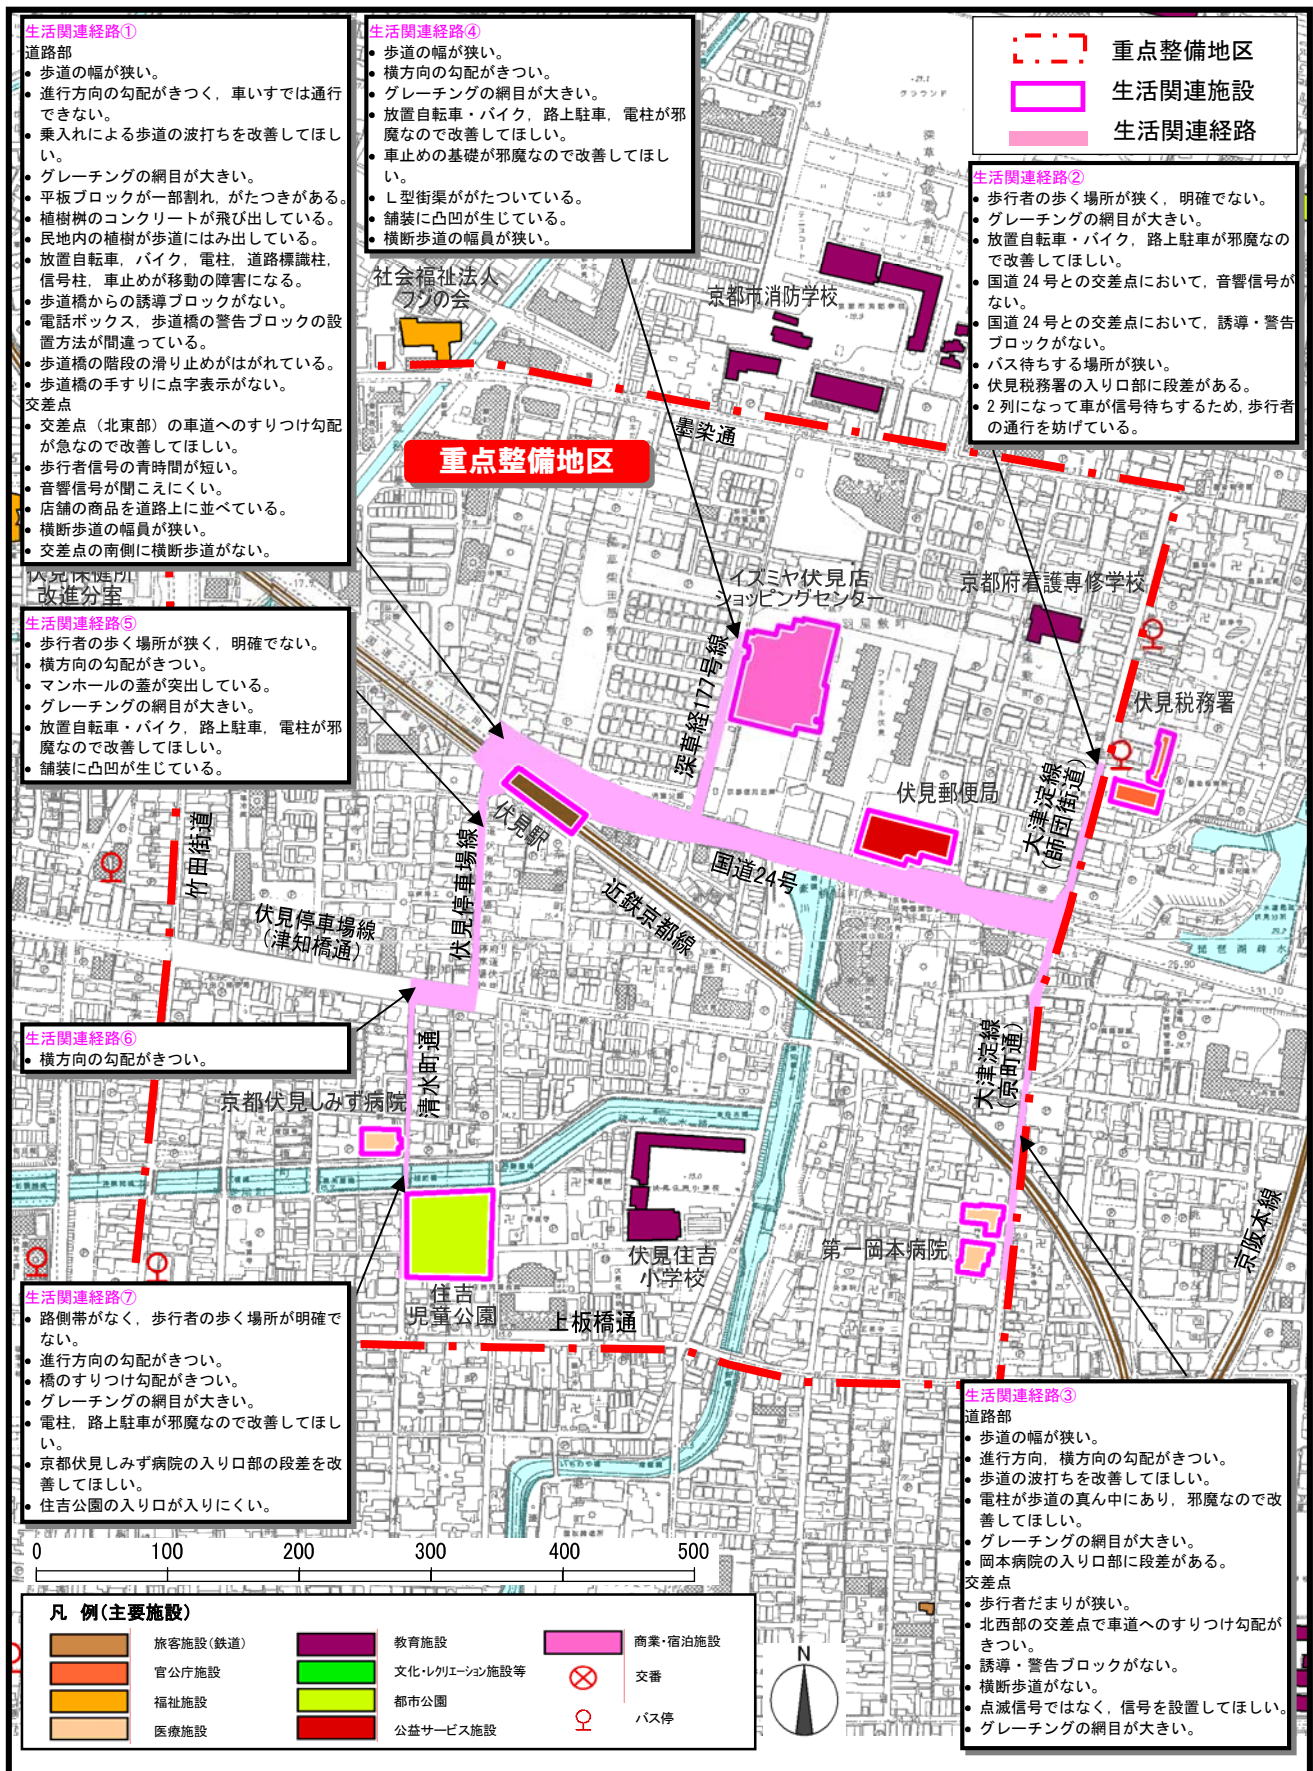 生活関連経路①
道路部
• 歩道の幅が狭い。
• 進行方向の勾配がきつく，車いすでは通行
できない。
• 乗入れによる歩道の波打ちを改善してほし
い。
• グレーチングの網目が大きい。
• 平板ブロックが一部割れ，がたつきがある。
• 植樹桝のコンクリートが飛び出している。
• 民地内の植樹が歩道にはみ出している。
• 放置自転車，バイク，電柱，道路標識柱，
信号柱，車止めが移動の障害になる。
• 歩道橋からの誘導ブロックがない。
• 電話ボックス，歩道橋の警告ブロックの設
置方法が間違っている。
• 歩道橋の階段の滑り止めがはがれている。
• 歩道橋の手すりに点字表示がない。
交差点
• 交差点（北東部）の車道へのすりつけ勾配
が急なので改善してほしい。
• 歩行者信号の青時間が短い。
• 音響信号が聞こえにくい。
• 店舗の商品を道路上に並べている。
• 横断歩道の幅員が狭い。
• 交差点の南側に横断歩道がない。
生活関連経路④
• 歩道の幅が狭い。
• 横方向の勾配がきつい。
• グレーチングの網目が大きい。
• 放置自転車・バイク，路上駐車，電柱が邪
魔なので改善してほしい。
• 車止めの基礎が邪魔なので改善してほし
い。
• Ｌ型街渠ががたついている。
• 舗装に凸凹が生じている。
• 横断歩道の幅員が狭い。
重点整備地区
生活関連施設
生活関連経路
生活関連経路②
• 歩行者の歩く場所が狭く，明確でない。
• グレーチングの網目が大きい。
• 放置自転車・バイク，路上駐車が邪魔なの
で改善してほしい。
• 国道24号との交差点において，音響信号が
ない。
• 国道24号との交差点において，誘導・警告
ブロックがない。
• バス待ちする場所が狭い。
• 伏見税務署の入り口部に段差がある。
• 2列になって車が信号待ちするため，歩行者
の通行を妨げている。
グラウンド
社会福祉法人
フジの会
京都市消防学校
墨染通
重点整備地区
伏見保健所
改進分室
イズミヤ伏見店
ショッピングセンター
京都府看護専修学校
深草経177号線
伏見税務署
大津淀線
(師団街道)
伏見郵便局
伏見駅
国道24号
近鉄京都線
竹田街道
伏見停車場線
伏見停車場線
(津知橋通)
生活関連経路⑤
• 歩行者の歩く場所が狭く，明確でない。
• 横方向の勾配がきつい。
• マンホールの蓋が突出している。
• グレーチングの網目が大きい。
• 放置自転車・バイク，路上駐車，電柱が邪
魔なので改善してほしい。
• 舗装に凸凹が生じている。
琵琶湖疎水
生活関連経路⑥
• 横方向の勾配がきつい。
清水町通
大津淀線
(京町通)
京都伏見しみず病院
伏見住吉
小学校
第一岡本病院
京阪本線
住吉
児童公園
上板橋通
生活関連経路⑦
• 路側帯がなく，歩行者の歩く場所が明確で
ない。
• 進行方向の勾配がきつい。
• 橋のすりつけ勾配がきつい。
• グレーチングの網目が大きい。
• 電柱，路上駐車が邪魔なので改善してほし
い。
• 京都伏見しみず病院の入り口部の段差を改
善してほしい。
• 住吉公園の入り口が入りにくい。
生活関連経路③
道路部
• 歩道の幅が狭い。
• 進行方向，横方向の勾配がきつい。
• 歩道の波打ちを改善してほしい。
• 電柱が歩道の真ん中にあり，邪魔なので改
善してほしい。
• グレーチングの網目が大きい。
• 岡本病院の入り口部に段差がある。
交差点
• 歩行者だまりが狭い。
• 北西部の交差点で車道へのすりつけ勾配が
きつい。
• 誘導・警告ブロックがない。
• 横断歩道がない。
• 点滅信号ではなく，信号を設置してほしい。
• グレーチングの網目が大きい。
0 100 200 300 400 500
凡 例(主要施設)
旅客施設(鉄道)
官公庁施設
福祉施設
医療施設
教育施設
文化・レクリエーション施設等
都市公園
公益サービス施設
商業・宿泊施設
交番
バス停
N